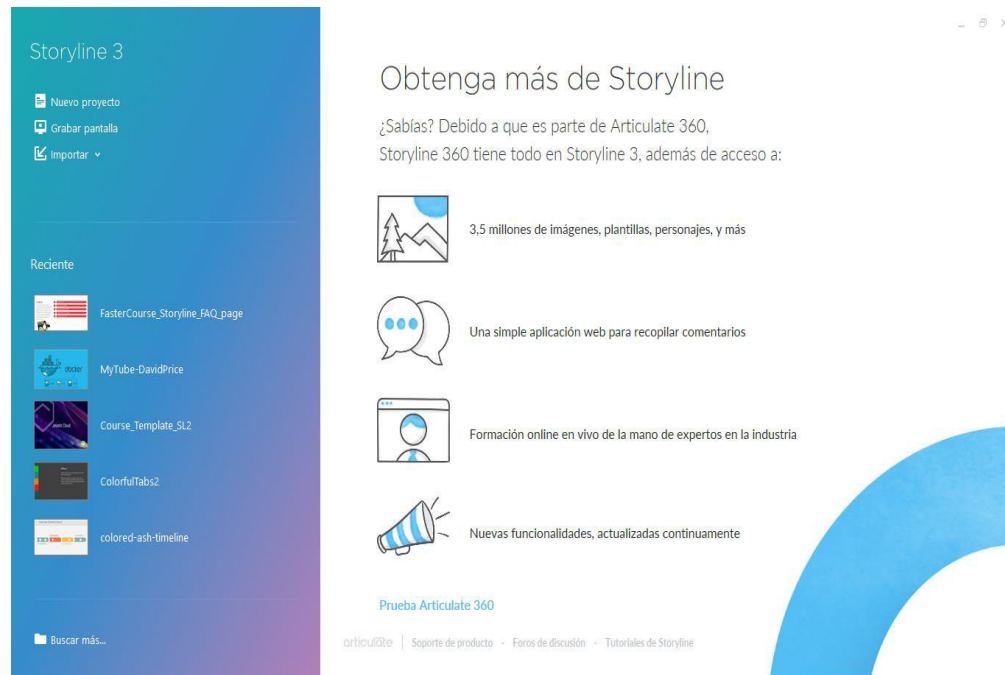 Storyline 3
Nuevo proyecto
Grabar pantalla
Importar
Reciente
FasterCourse_Storyline_FAQ_page
docker
MyTube-DavidPrice
Course_Template_SL2
ColorfulTabs2
colored-ash-timeline
Buscar más...
Obtenga más de Storyline
¿Sabías? Debido a que es parte de Articulate 360,
Storyline 360 tiene todo en Storyline 3, además de acceso a:
3,5 millones de imágenes, plantillas, personajes, y más
Una simple aplicación web para recopilar comentarios
Formación online en vivo de la mano de expertos en la industria
Nuevas funcionalidades, actualizadas continuamente
Prueba Articulate 360
articulate | Soporte de producto - Foros de discusión - Tutoriales de Storyline